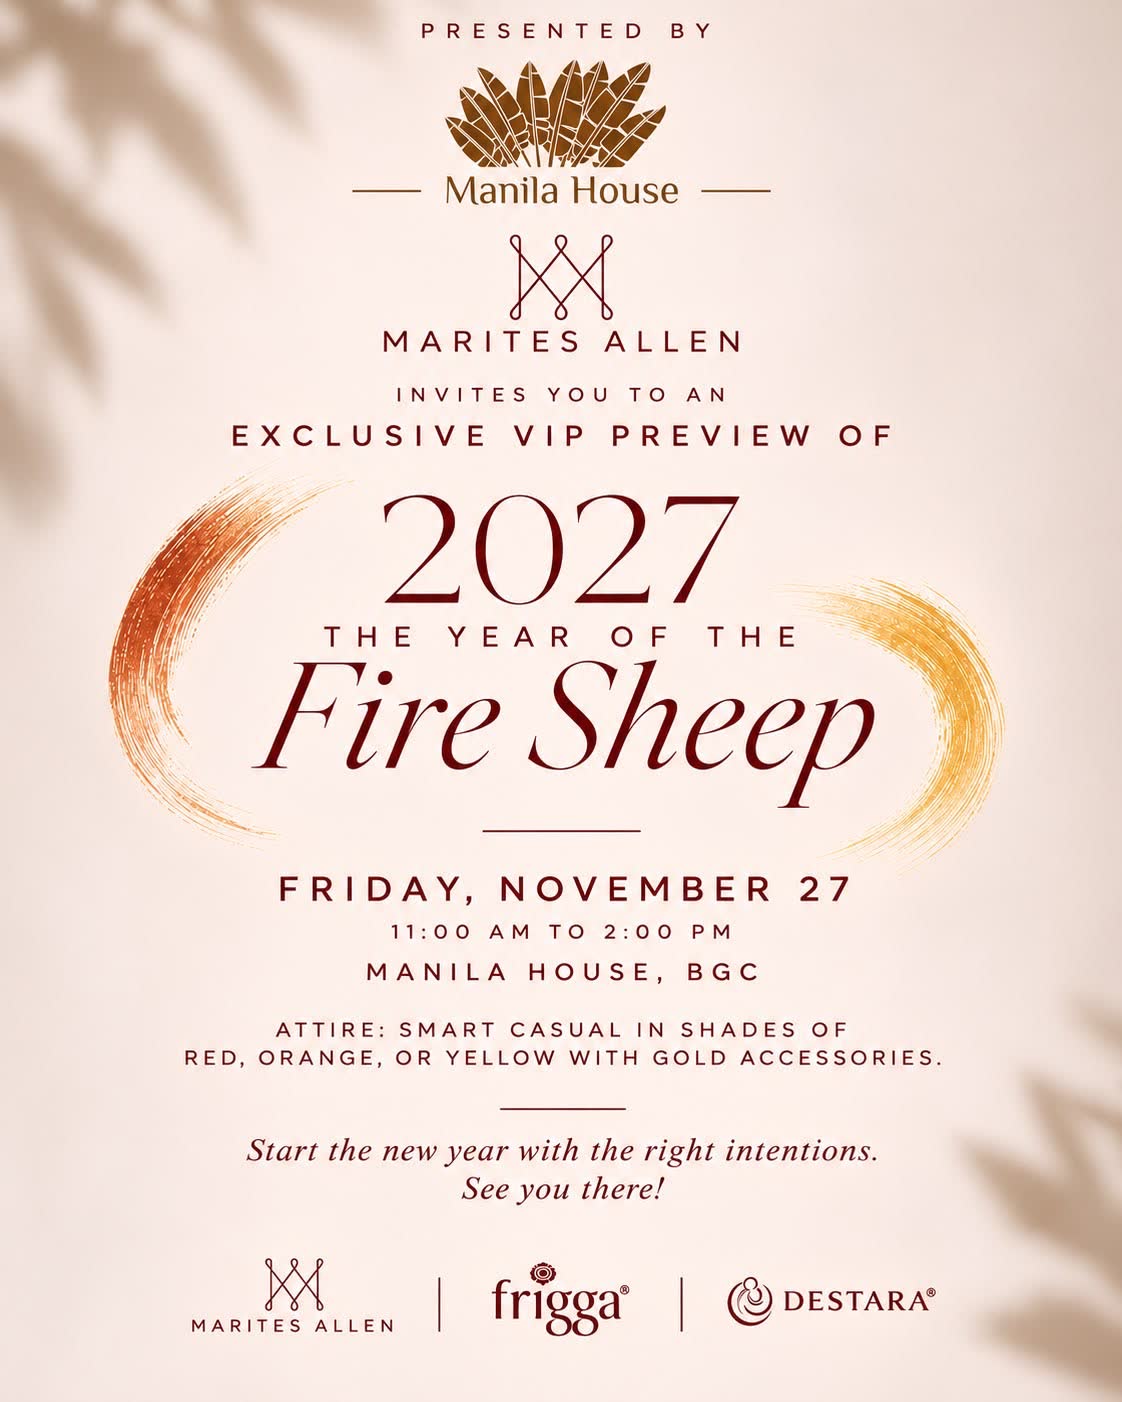 PRESENTED BY
Manila House
MARITES ALLEN
INVITES YOU TO AN
EXCLUSIVE VIP PREVIEW OF
2027
THE YEAR OF THE
Fire Sheep
FRIDAY, NOVEMBER 27
11:00 AM TO 2:00 PM
MANILA HOUSE, BGC
ATTIRE: SMART CASUAL IN SHADES OF
RED, ORANGE, OR YELLOW WITH GOLD ACCESSORIES.
Start the new year with the right intentions.
See you there!
MARITES ALLEN
frigga®
DESTARA®